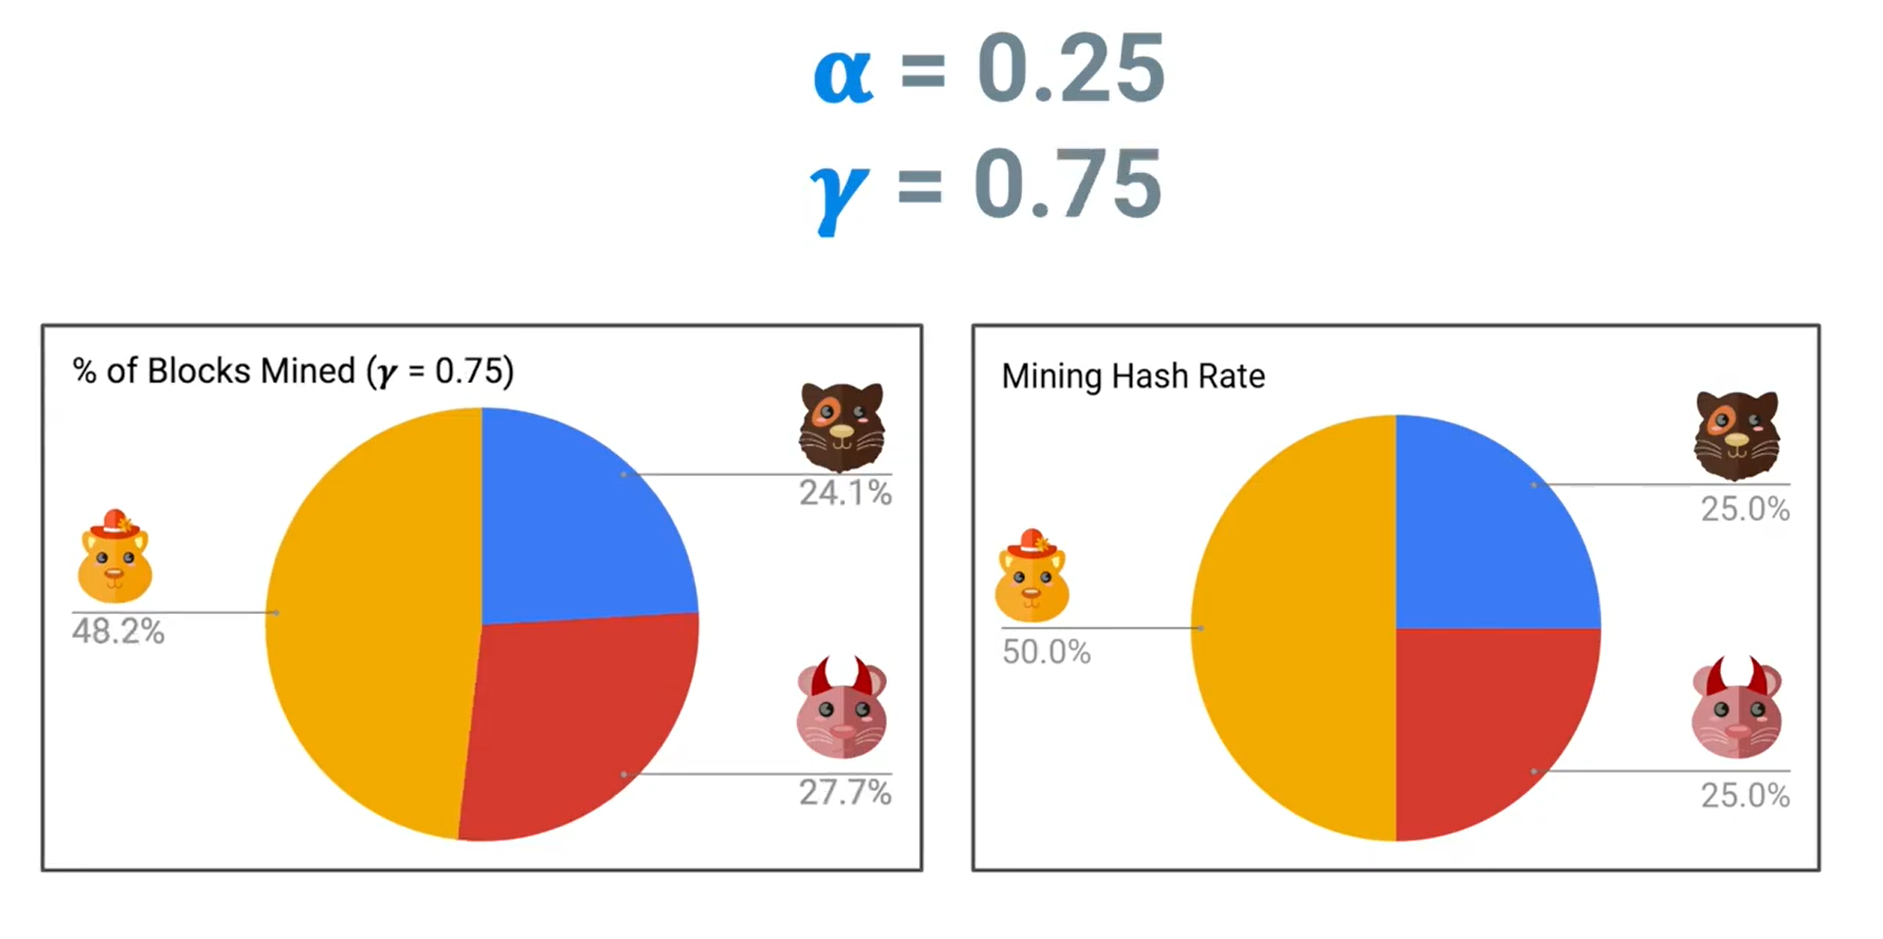 α = 0.25
γ = 0.75
% of Blocks Mined (γ = 0.75)
24.1%
48.2%
27.7%
Mining Hash Rate
25.0%
50.0%
25.0%